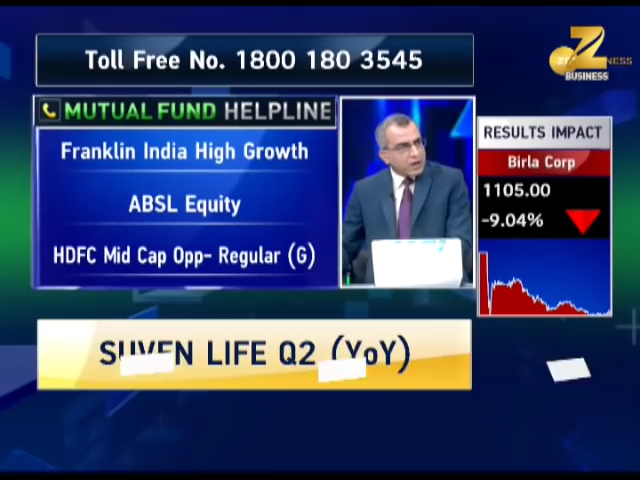 Toll Free No. 1800 180 3545
Z
BUSINESS
MUTUAL FUND HELPLINE
Franklin India High Growth
ABSL Equity
HDFC Mid Cap Opp- Regular (G)
RESULTS IMPACT
Birla Corp
1105.00
-9.04%
SUVEN LIFE Q2 (YoY)